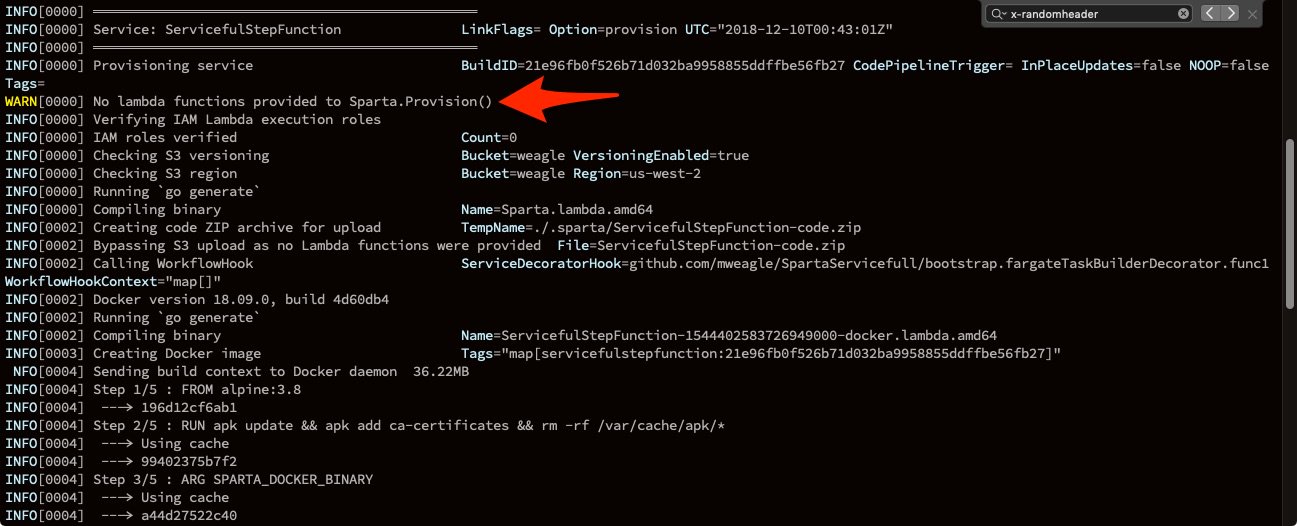 INFO[0000] ════════════════════════════════════════════════
x-randomheader
INFO[0000] Service: ServicefulStepFunction LinkFlags= Option=provision UTC="2018-12-10T00:43:01Z"
INFO[0000] ════════════════════════════════════════════════
INFO[0000] Provisioning service BuildID=21e96fb0f526b71d032ba9958855ddffbe56fb27 CodePipelineTrigger= InPlaceUpdates=false NOOP=false
Tags=
WARN[0000] No lambda functions provided to Sparta.Provision()
INFO[0000] Verifying IAM Lambda execution roles
INFO[0000] IAM roles verified Count=0
INFO[0000] Checking S3 versioning Bucket=weagle VersioningEnabled=true
INFO[0000] Checking S3 region Bucket=weagle Region=us-west-2
INFO[0000] Running `go generate`
INFO[0000] Compiling binary Name=Sparta.lambda.amd64
INFO[0002] Creating code ZIP archive for upload TempName=./.sparta/ServicefulStepFunction-code.zip
INFO[0002] Bypassing S3 upload as no Lambda functions were provided File=ServicefulStepFunction-code.zip
INFO[0002] Calling WorkflowHook ServiceDecoratorHook=github.com/mweagle/SpartaServicefull/bootstrap.fargateTaskBuilderDecorator.func1
WorkflowHookContext="map[]"
INFO[0002] Docker version 18.09.0, build 4d60db4
INFO[0002] Running `go generate`
INFO[0002] Compiling binary Name=ServicefulStepFunction-1544402583726949000-docker.lambda.amd64
INFO[0003] Creating Docker image Tags="map[servicefulstepfunction:21e96fb0f526b71d032ba9958855ddffbe56fb27]"
NFO[0004] Sending build context to Docker daemon 36.22MB
INFO[0004] Step 1/5 : FROM alpine:3.8
INFO[0004] ---> 196d12cf6ab1
INFO[0004] Step 2/5 : RUN apk update && apk add ca-certificates && rm -rf /var/cache/apk/*
INFO[0004] ---> Using cache
INFO[0004] ---> 99402375b7f2
INFO[0004] Step 3/5 : ARG SPARTA_DOCKER_BINARY
INFO[0004] ---> Using cache
INFO[0004] ---> a44d27522c40